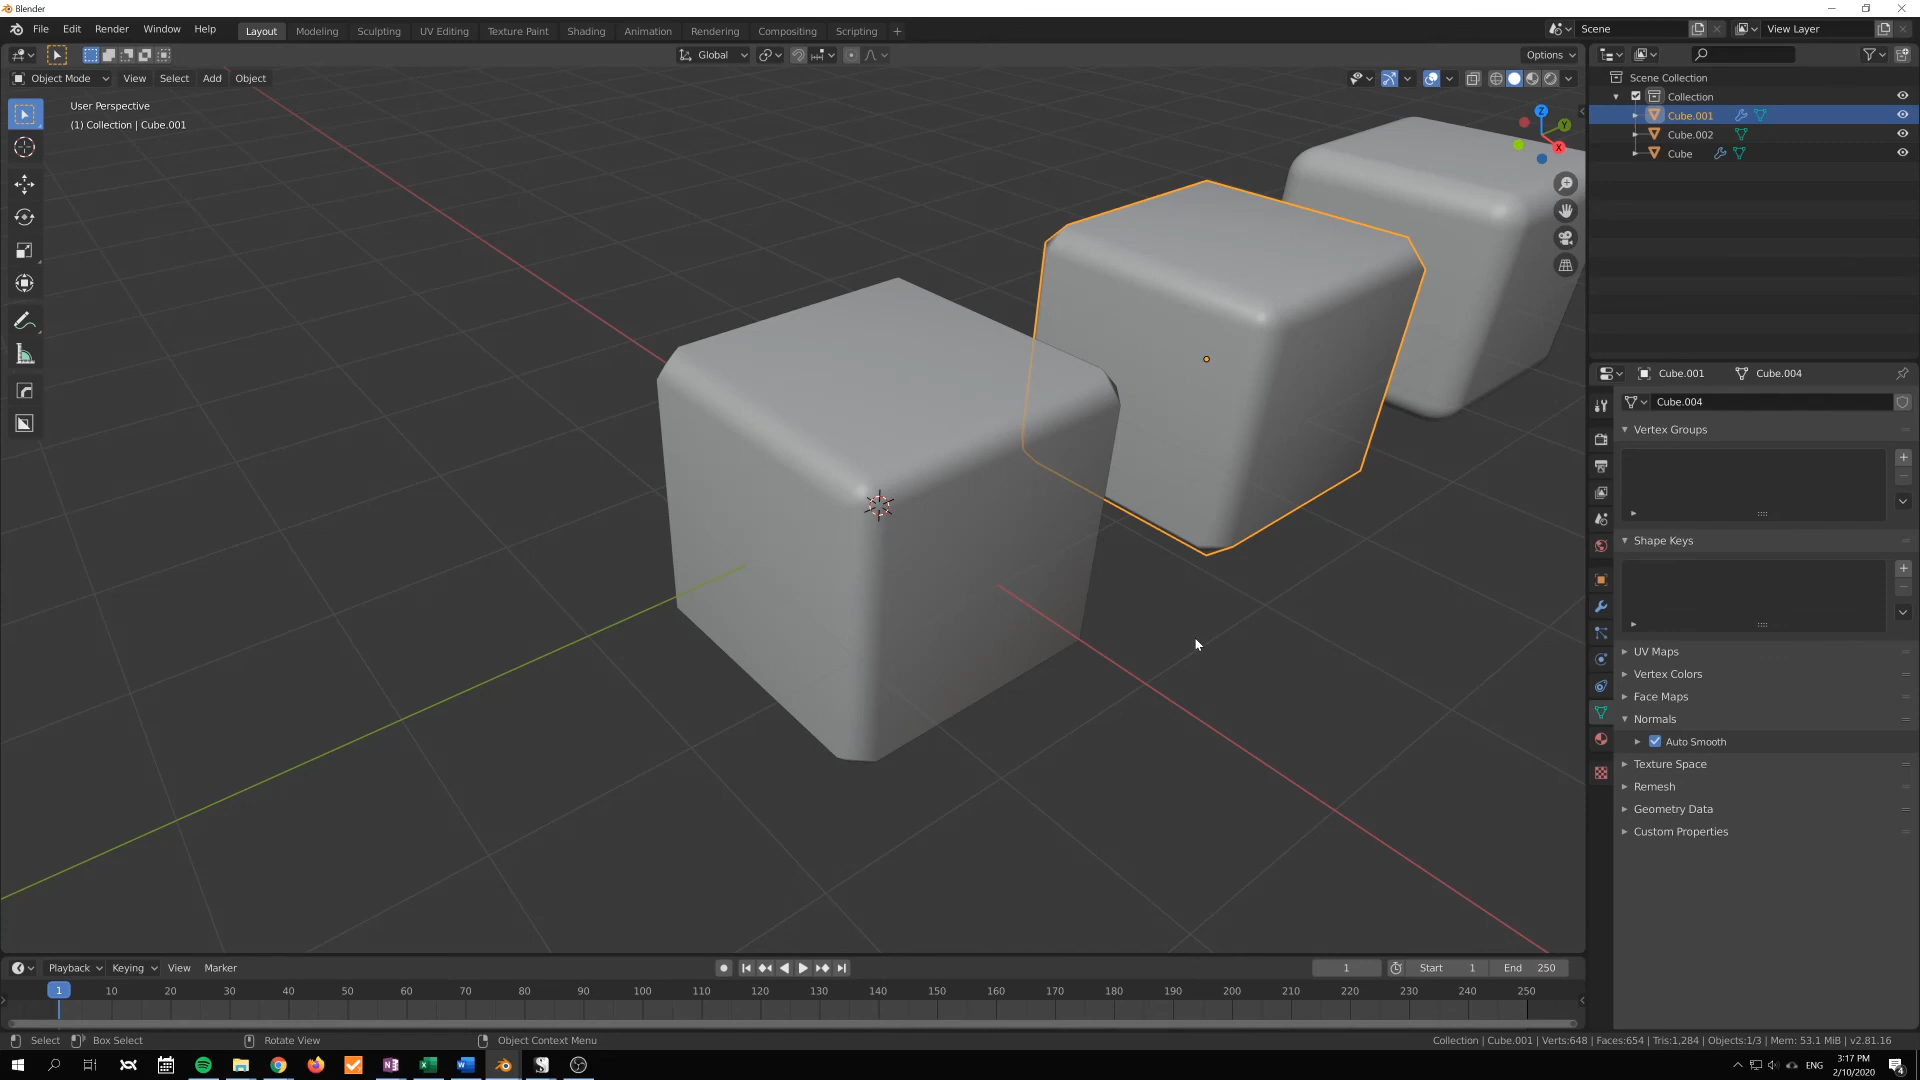 Blender
File Edit Render Window Help
Layout Modeling Sculpting UV Editing Texture Paint Shading Animation Rendering Compositing Scripting +
Scene
View Layer
Global
Options
Object Mode View Select Add Object
User Perspective
(1) Collection | Cube.001
Z
Y
X
Scene Collection
Collection
Cube.001
Cube.002
Cube
Cube.001 Cube.004
Cube.004
Vertex Groups
Shape Keys
UV Maps
Vertex Colors
Face Maps
Normals
Auto Smooth
Texture Space
Remesh
Geometry Data
Custom Properties
Playback Keying View Marker
1 Start 1 End 250
1 10 20 30 40 50 60 70 80 90 100 110 120 130 140 150 160 170 180 190 200 210 220 230 240 250
Select Box Select Rotate View Object Context Menu
Collection | Cube.001 | Verts:648 | Faces:654 | Tris:1,284 | Objects:1/3 | Mem: 53.1 MiB | v2.81.16
ENG
3:17 PM
2/10/2020
4